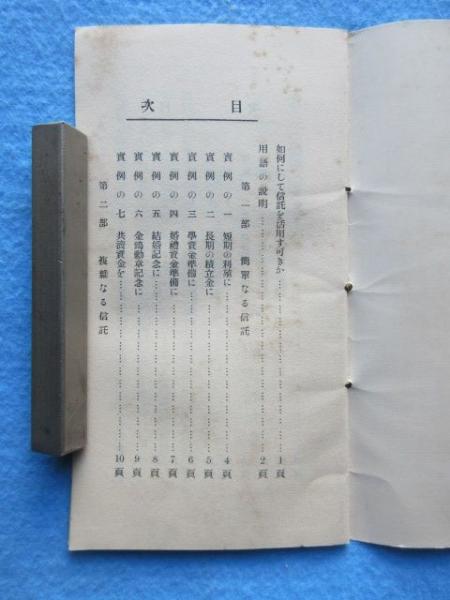 目次
如何にして信託を活用す可きか……………………1頁
用語の説明……………………2頁
第一部 簡單なる信託
實例の一 短期の利殖に……………………4頁
實例の二 長期の積立金に……………………5頁
實例の三 學資金準備に……………………6頁
實例の四 婚禮資金準備に……………………7頁
實例の五 結婚記念に……………………8頁
實例の六 金鵄勳章記念に……………………9頁
實例の七 共濟資金を……………………10頁
第二部 複雜なる信託